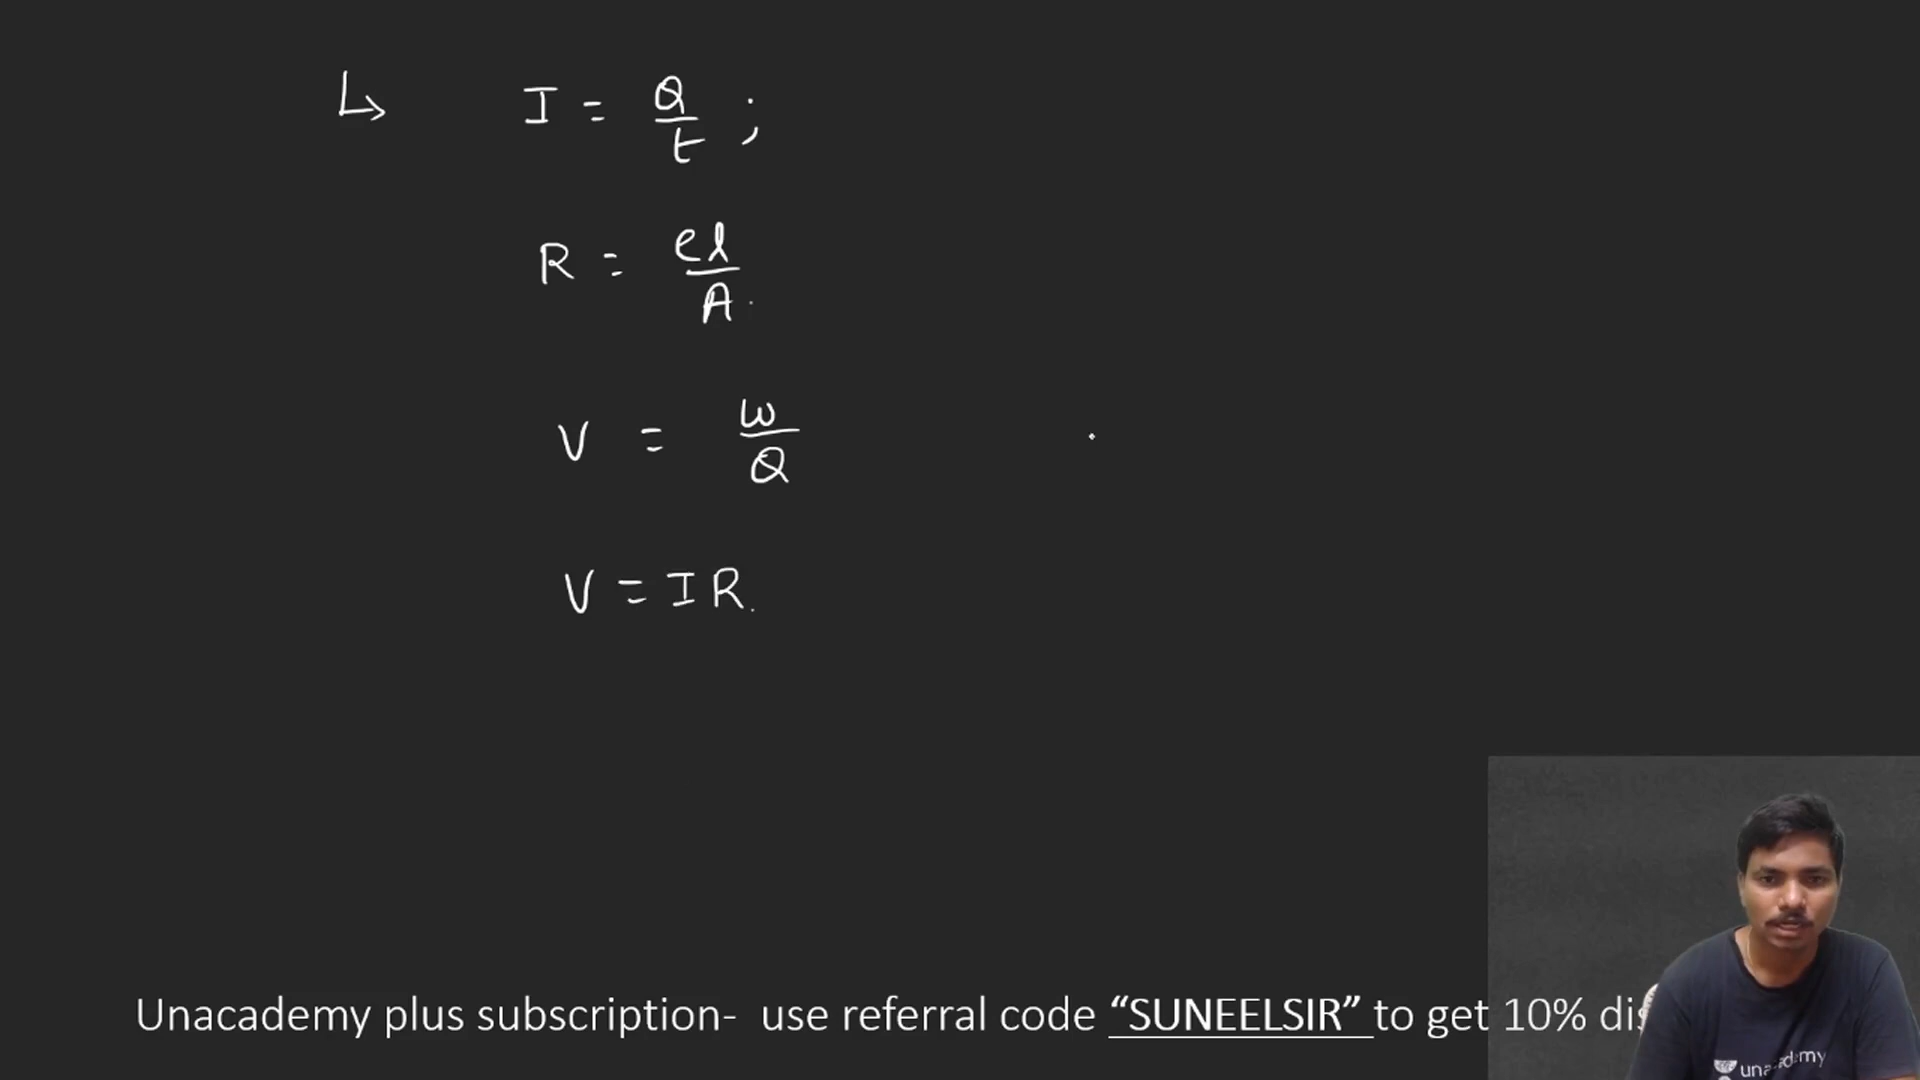 ↳ I = Q/t ;
R = ρl/A.
V = W/Q
V = IR.
Unacademy plus subscription- use referral code “SUNEELSIR” to get 10% dis
unacademy